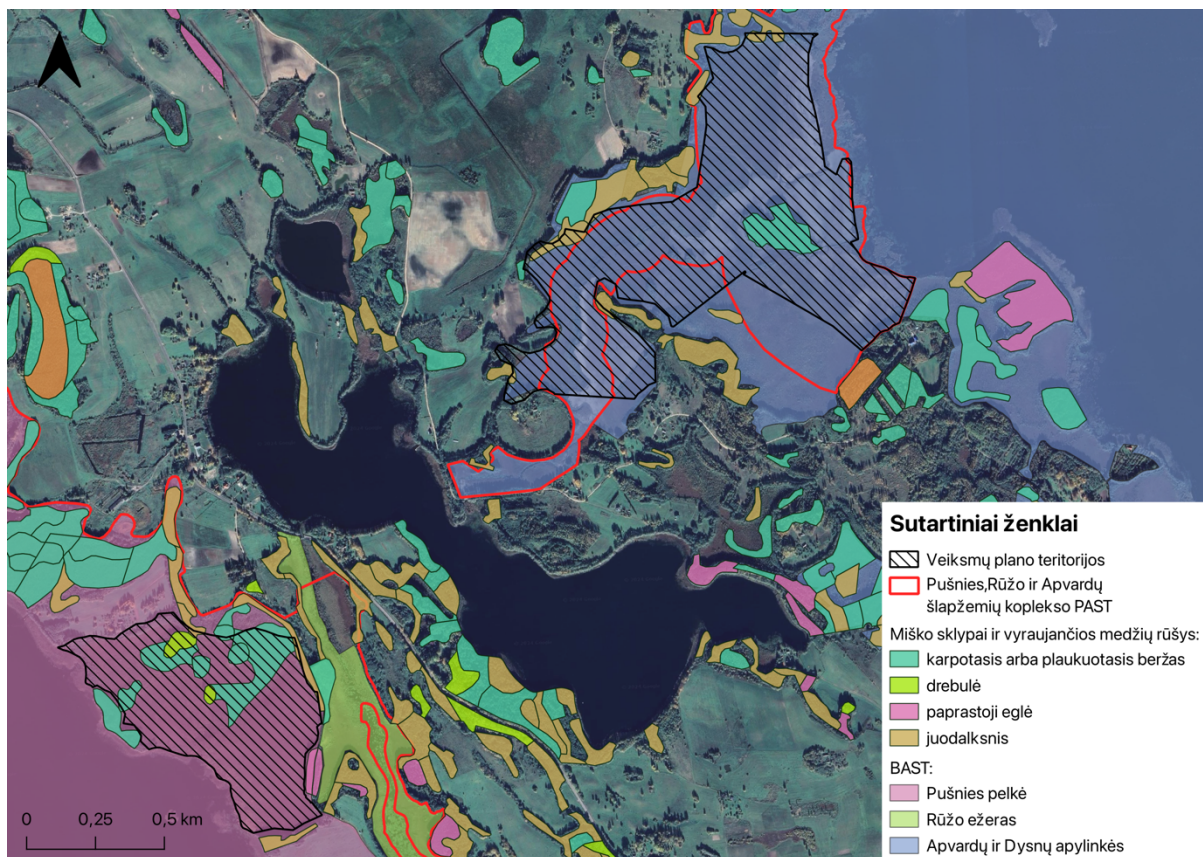 Sutartiniai ženklai
Veiksmų plano teritorijos
Pušnies,Rūžo ir Apvardų
šlapžemių koplekso PAST
Miško sklypai ir vyraujančios medžių rūšys:
karpotasis arba plaukuotasis beržas
drebulė
paprastoji eglė
juodalksnis
BAST:
Pušnies pelkė
Rūžo ežeras
Apvardų ir Dysnų apylinkės
0 0,25 0,5 km